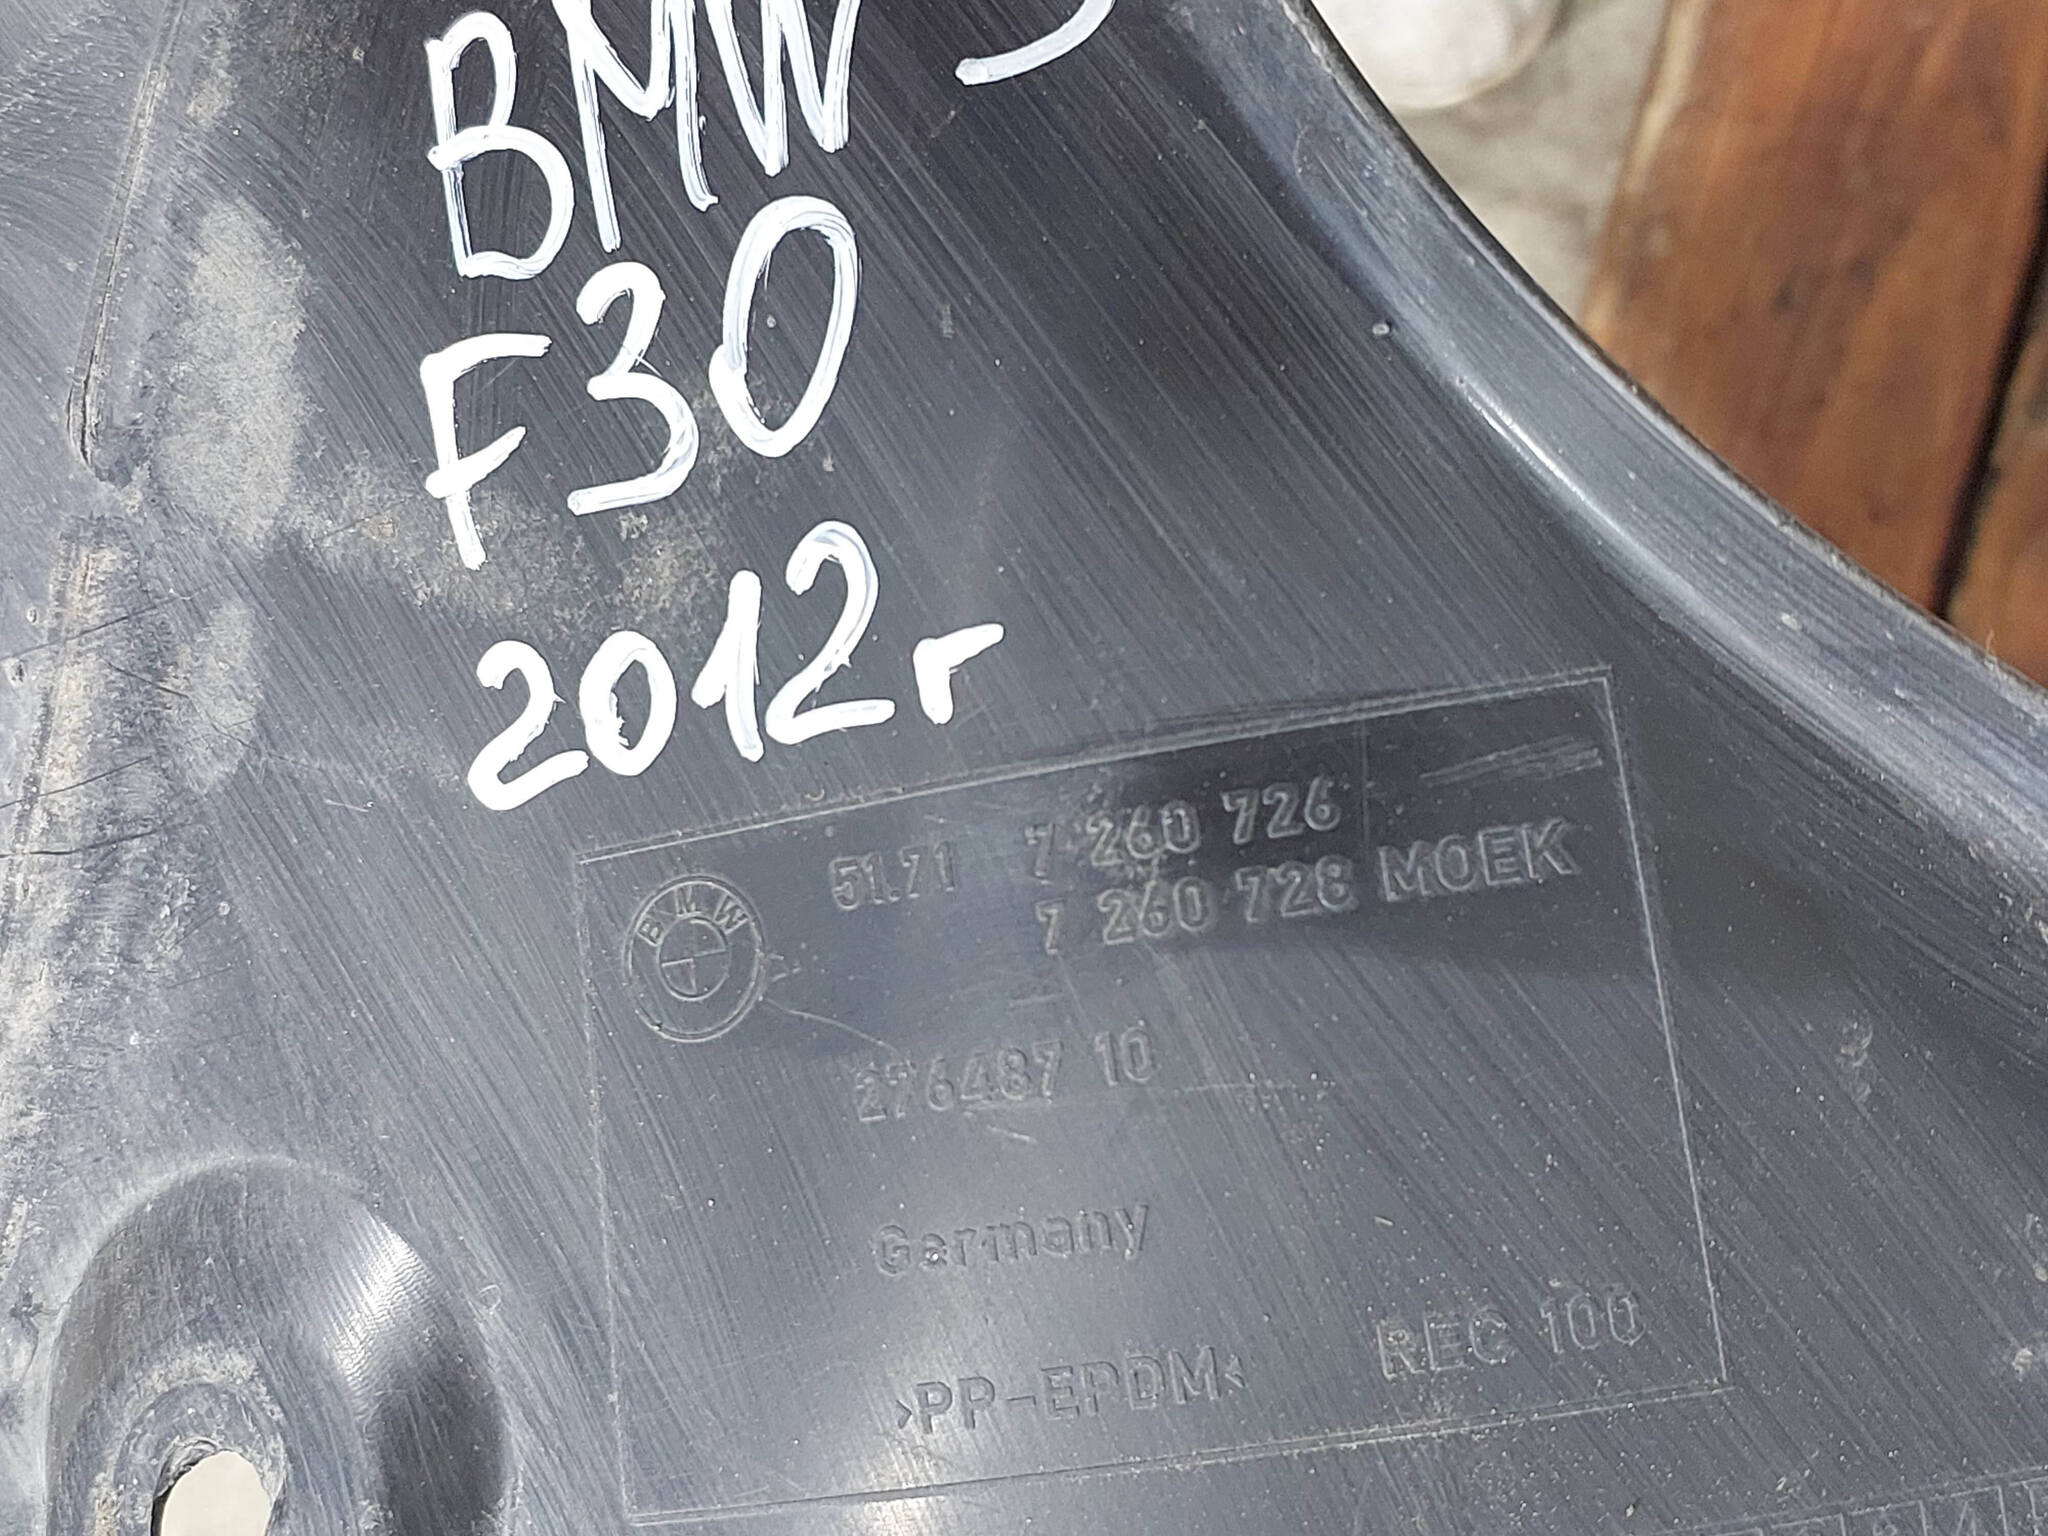 BMW 3
F30
2012г
51.71 7 260 726
7 260 728 MOEK
BMW
276487 10
Germany
>PP-EPDM<
REC 100